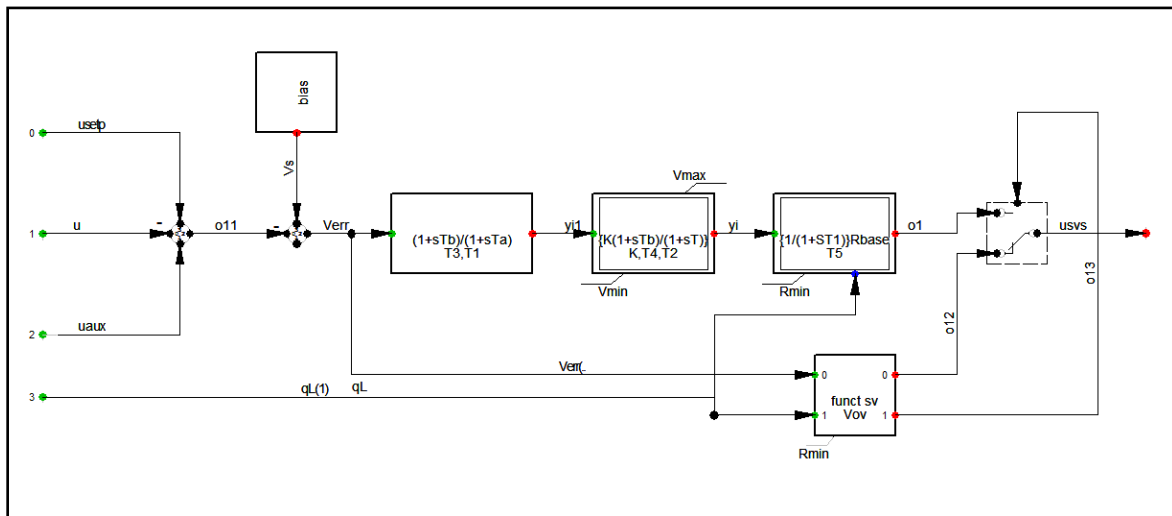 bias
usetp
0
Vs
Vmax
u
1
-
o11
-
Verr
(1+sTb)/(1+sTa)
T3,T1
yi1
{K(1+sTb)/(1+sT)}
K,T4,T2
yi
{1/(1+ST1)}Rbase
T5
o1
usvs
Vmin
Rmin
o13
o12
uaux
2
Verr(..
qL(1)
qL
3
0
0
funct sv
Vov
1
1
Rmin